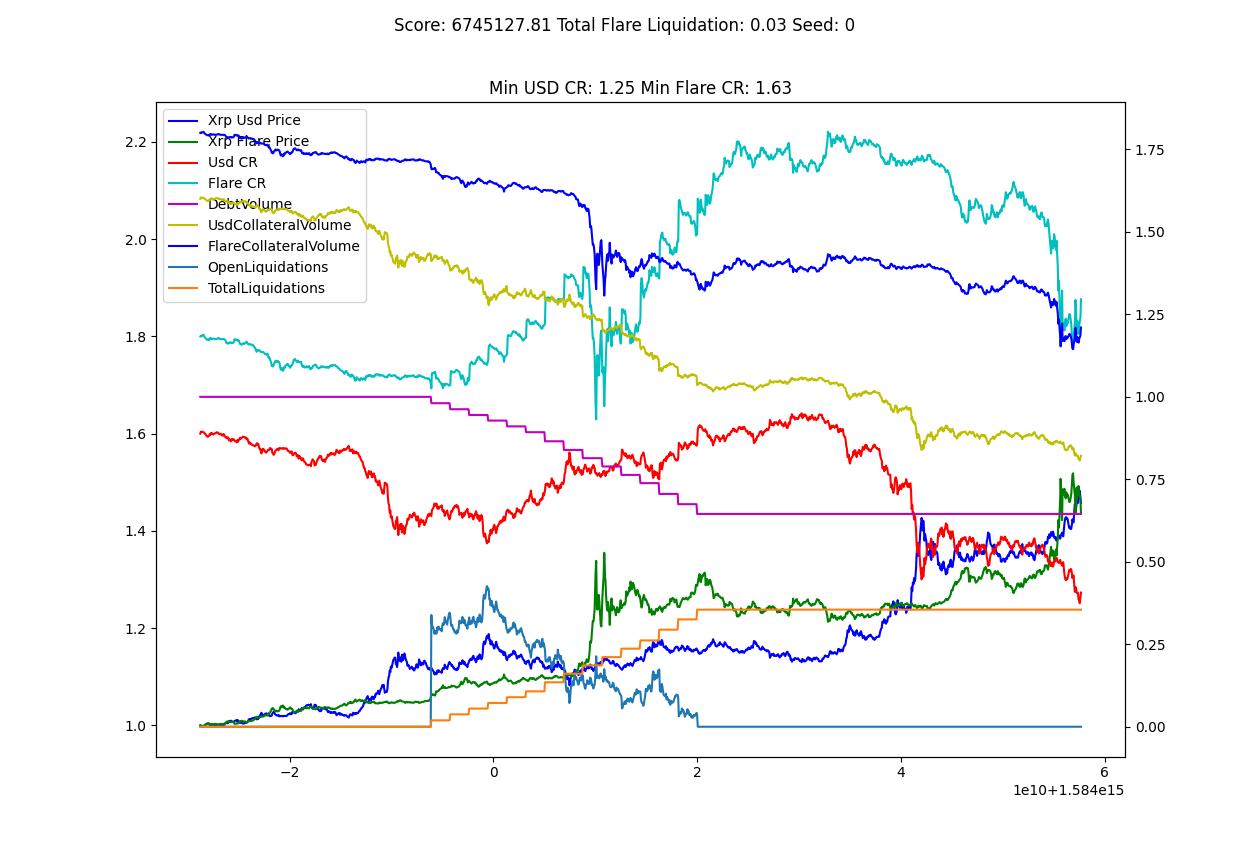 Score: 6745127.81 Total Flare Liquidation: 0.03 Seed: 0
Min USD CR: 1.25 Min Flare CR: 1.63
Xrp Usd Price
Xrp Flare Price
Usd CR
Flare CR
DebtVolume
UsdCollateralVolume
FlareCollateralVolume
OpenLiquidations
TotalLiquidations
2.2
2.0
1.8
1.6
1.4
1.2
1.0
1.75
1.50
1.25
1.00
0.75
0.50
0.25
0.00
−2
0
2
4
6
1e10+1.584e15